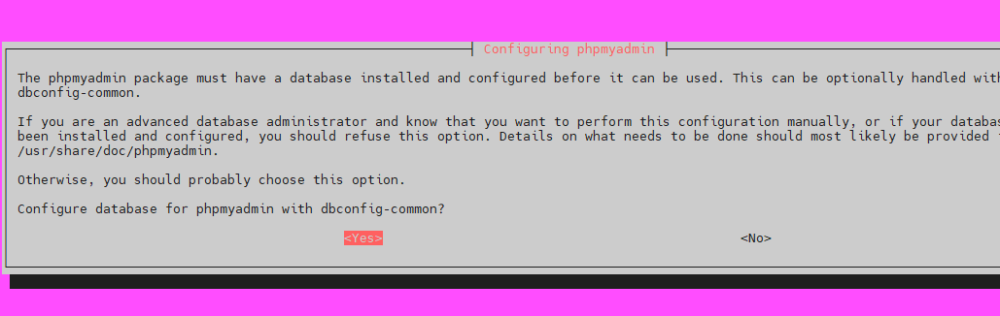 Configuring phpmyadmin
The phpmyadmin package must have a database installed and configured before it can be used. This can be optionally handled with
dbconfig-common.
If you are an advanced database administrator and know that you want to perform this configuration manually, or if your
been installed and configured, you should refuse this option. Details on what needs to be done should most likely be provided
/usr/share/doc/phpmyadmin.
Otherwise, you should probably choose this option.
Configure database for phpmyadmin with dbconfig-common?
<Yes> <No>